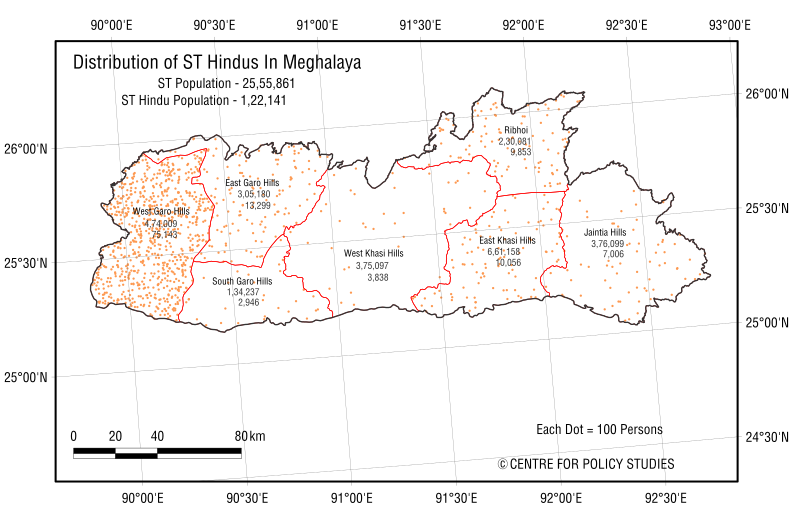 90°00'E 90°30'E 91°00'E 91°30'E 92°00'E 92°30'E 93°00'E
Distribution of ST Hindus In Meghalaya
ST Population - 25,55,861
ST Hindu Population - 1,22,141
26°00'N
Ribhoi
2,30,081
9,853
26°00'N
East Garo Hills
3,05,180
13,299
West Garo Hills
4,74,009
75,143
25°30'N
Jaintia Hills
3,76,099
7,006
East Khasi Hills
6,61,158
10,056
West Khasi Hills
3,75,097
3,838
25°30'N
South Garo Hills
1,34,237
2,946
25°00'N
25°00'N
Each Dot = 100 Persons
24°30'N
0 20 40 80 km
© CENTRE FOR POLICY STUDIES
90°00'E 90°30'E 91°00'E 91°30'E 92°00'E 92°30'E